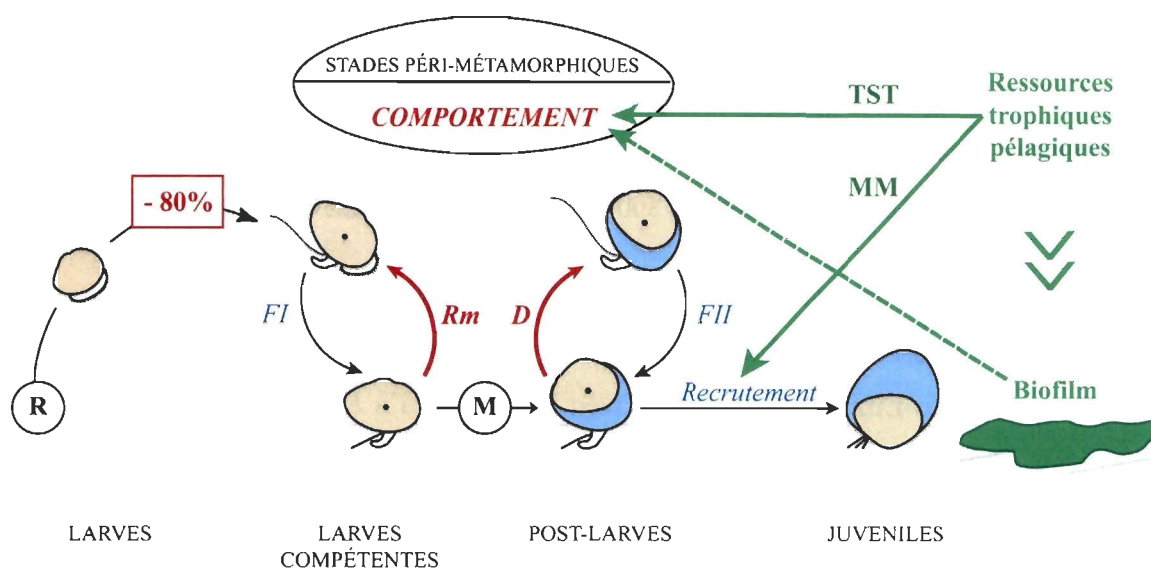 STADES PÉRI-MÉTAMORPHIQUES
COMPORTEMENT
TST
Ressources
trophiques
pélagiques
MM
- 80%
FI
Rm
D
FII
R
M
Recrutement
Biofilm
LARVES
LARVES
COMPÉTENTES
POST-LARVES
JUVENILES